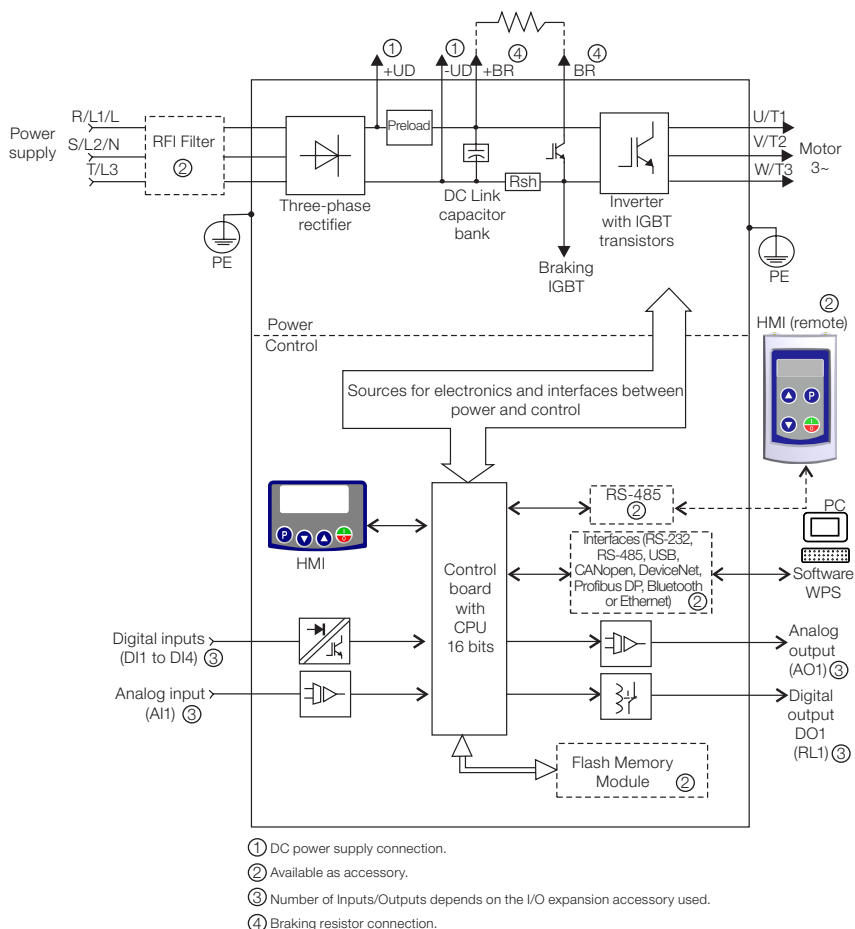 ① ① ④ ④
+UD -UD +BR BR
R/L1/L
S/L2/N
T/L3
Power
supply
RFI Filter
②
Preload
U/T1
V/T2
W/T3
Motor
3~
Three-phase
rectifier
DC Link
capacitor
bank
Rsh
Inverter
with IGBT
transistors
Braking
IGBT
PE
PE
Power
Control
②
HMI (remote)
P
I
0
Sources for electronics and interfaces between
power and control
P
I
0
HMI
RS-485
②
PC
Interfaces (RS-232,
RS-485, USB,
CANopen, DeviceNet,
Profibus DP, Bluetooth
or Ethernet) ②
Software
WPS
Control
board
with
CPU
16 bits
Digital inputs
(DI1 to DI4) ③
Analog input
(AI1) ③
Analog
output
(AO1) ③
Digital
output
DO1
(RL1) ③
Flash Memory
Module ②
① DC power supply connection.
② Available as accessory.
③ Number of Inputs/Outputs depends on the I/O expansion accessory used.
④ Braking resistor connection.